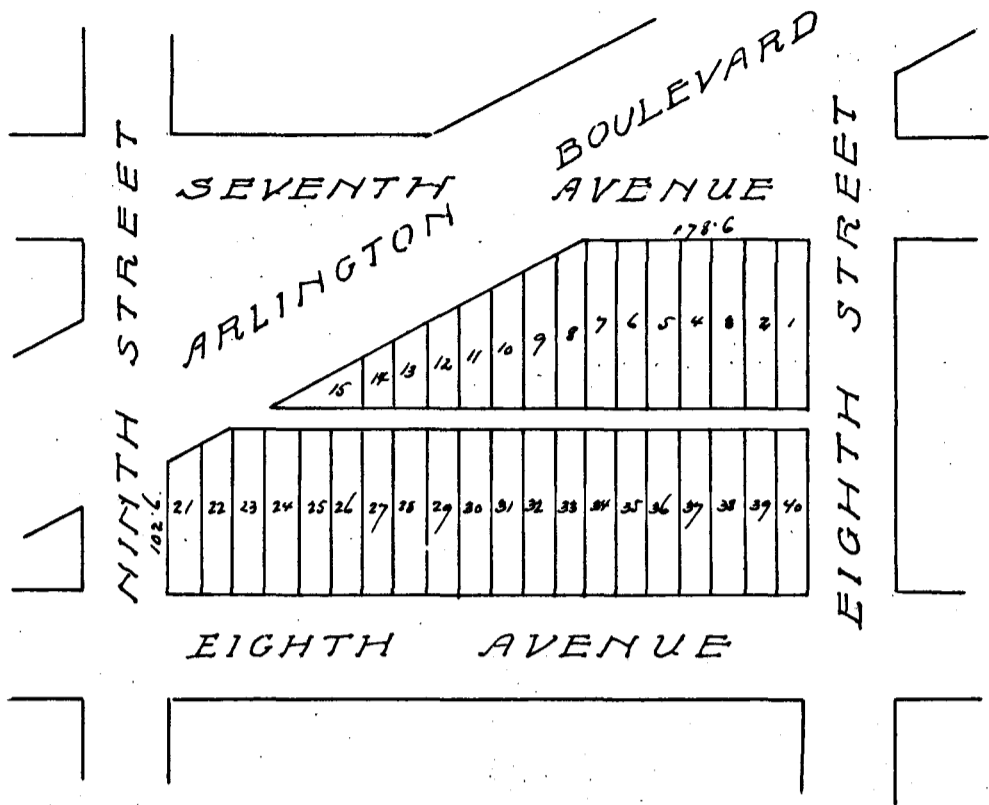 BOULEVARD
SEVENTH AVENUE
178.6
ARLINGTON
NINTH STREET
EIGHTH STREET
15 14 13 12 11 10 9 8 7 6 5 4 3 2 1
102.6
21 22 23 24 25 26 27 28 29 30 31 32 33 34 35 36 37 38 39 40
EIGHTH AVENUE